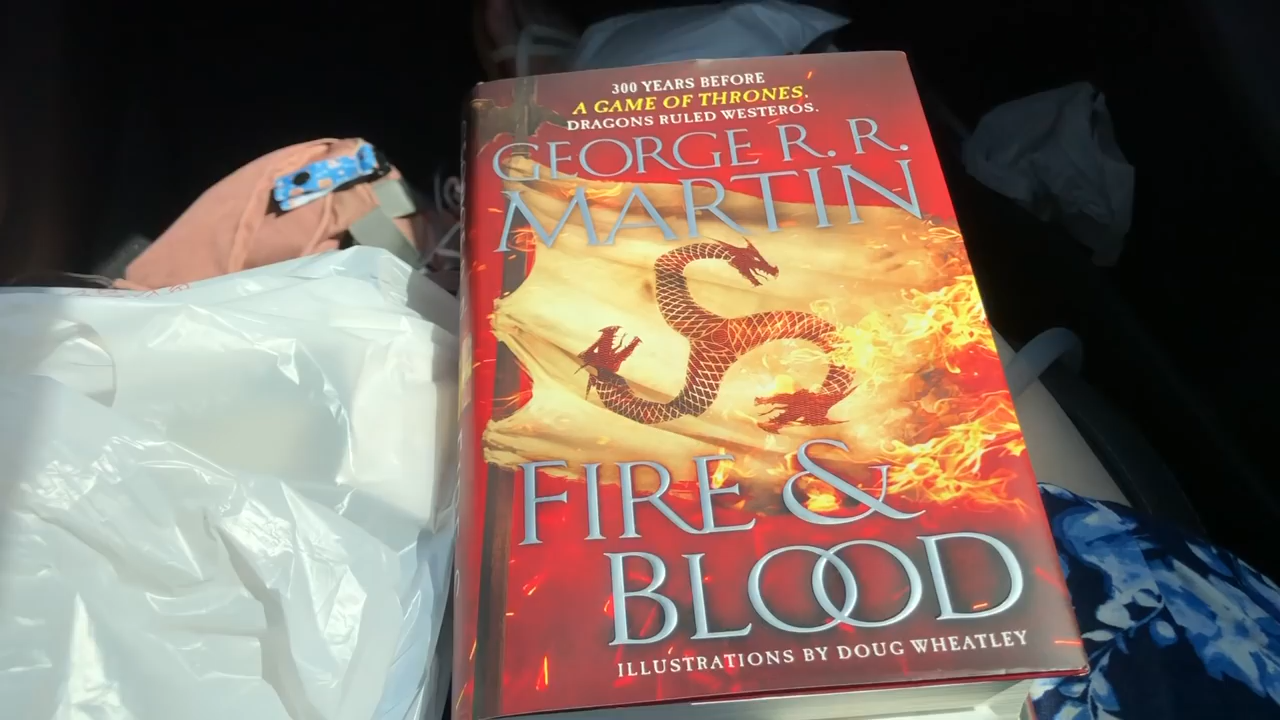 300 YEARS BEFORE
A GAME OF THRONES,
DRAGONS RULED WESTEROS.
GEORGE R. R.
MARTIN
FIRE &
BLOOD
ILLUSTRATIONS BY DOUG WHEATLEY